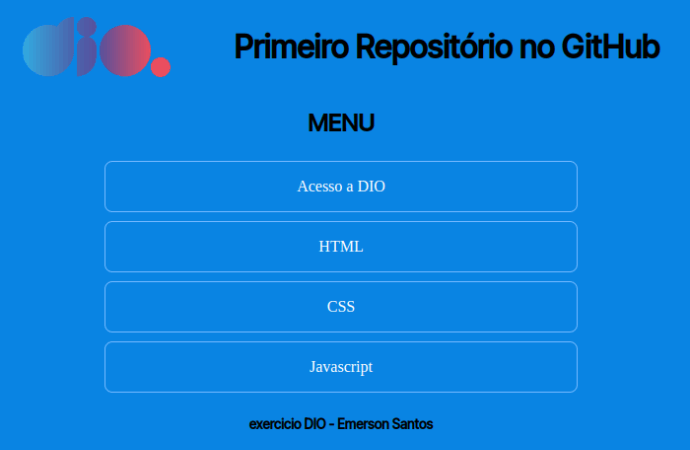 dio.
Primeiro Repositório no GitHub
MENU
Acesso a DIO
HTML
CSS
Javascript
exercicio DIO - Emerson Santos